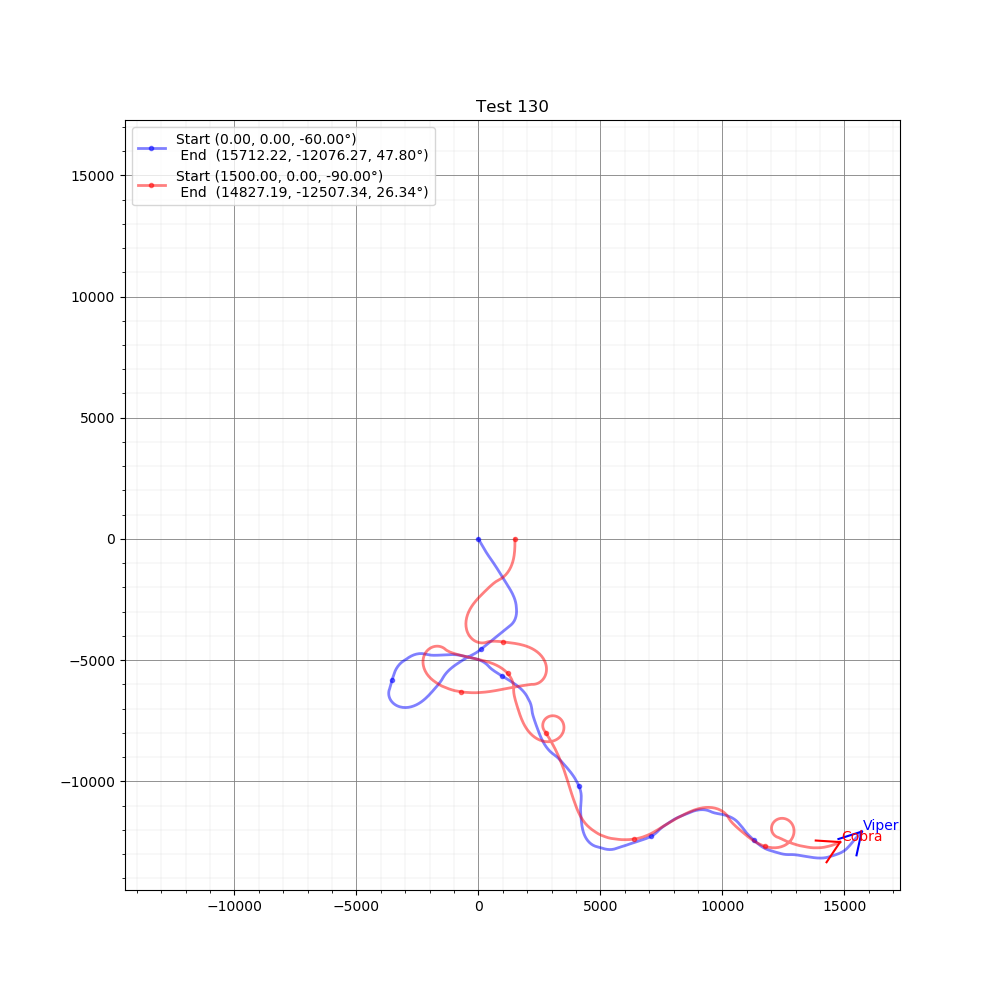 Test 130
Start (0.00, 0.00, -60.00°)
End  (15712.22, -12076.27, 47.80°)
Start (1500.00, 0.00, -90.00°)
End  (14827.19, -12507.34, 26.34°)
15000
10000
5000
0
−5000
−10000
Viper
Cobra
−10000
−5000
0
5000
10000
15000